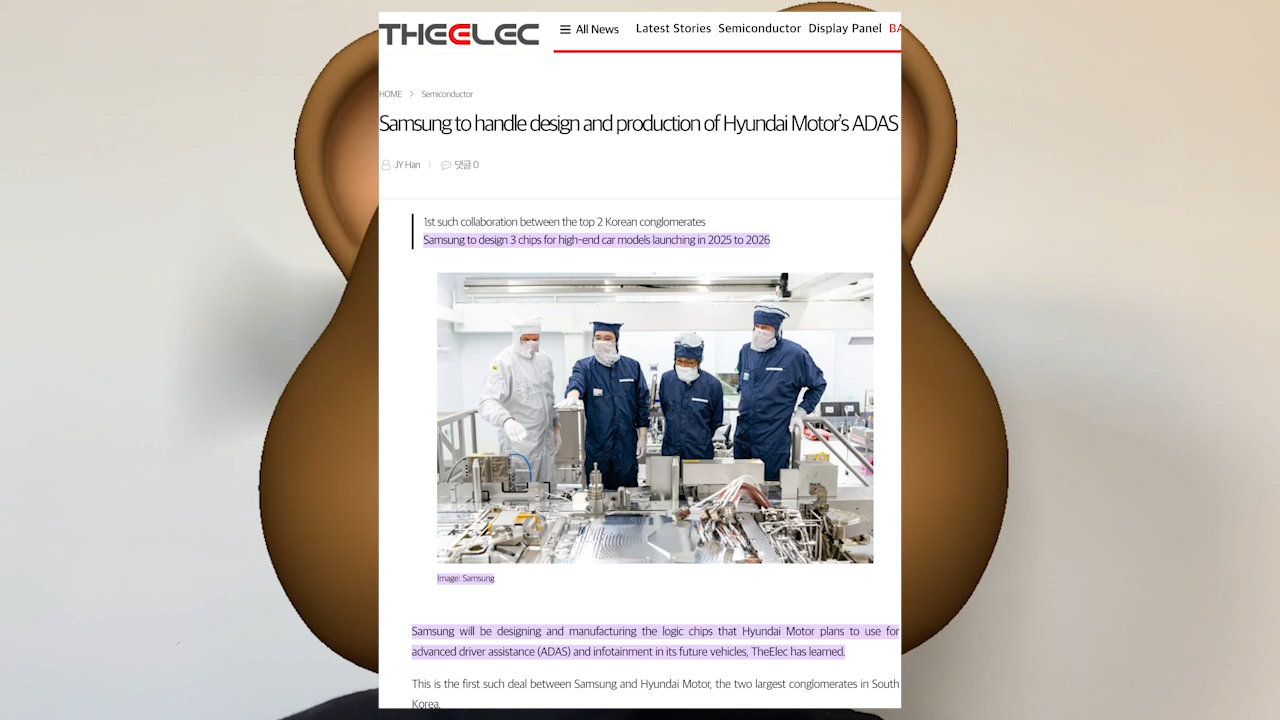 THEELEC
All News Latest Stories Semiconductor Display Panel BA
HOME > Semiconductor
Samsung to handle design and production of Hyundai Motor's ADAS
JY Han | 댓글 0
1st such collaboration between the top 2 Korean conglomerates
Samsung to design 3 chips for high-end car models launching in 2025 to 2026
Image: Samsung
Samsung will be designing and manufacturing the logic chips that Hyundai Motor plans to use for
advanced driver assistance (ADAS) and infotainment in its future vehicles, TheElec has learned.
This is the first such deal between Samsung and Hyundai Motor, the two largest conglomerates in South
Korea.